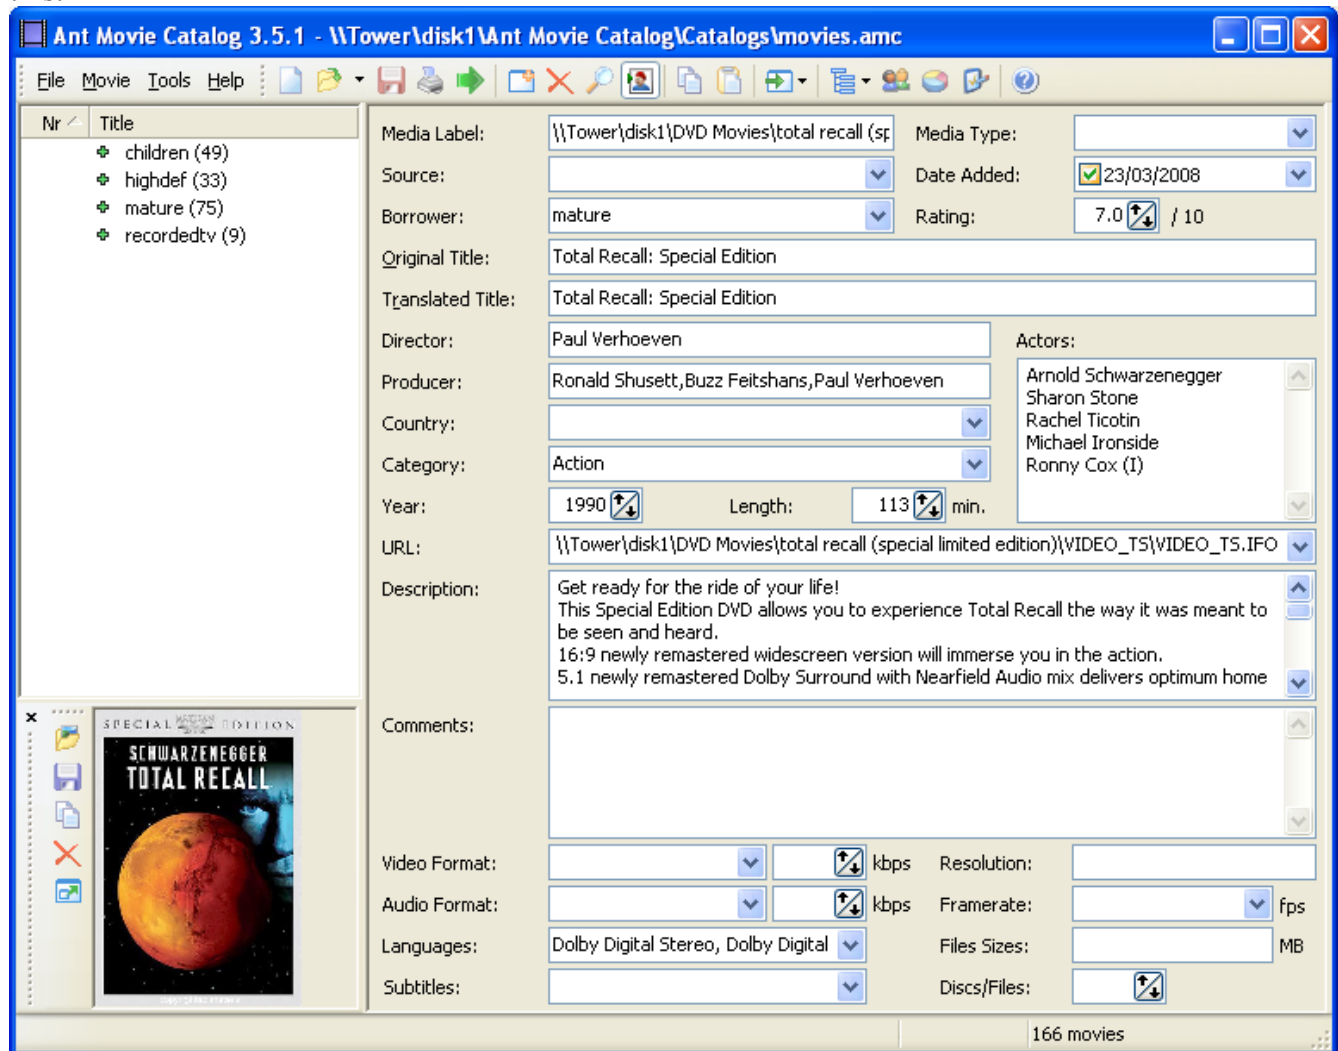 Ant Movie Catalog 3.5.1 - \\Tower\disk1\Ant Movie Catalog\Catalogs\movies.amc
File Movie Tools Help
Nr Title
children (49)
highdef (33)
mature (75)
recordedtv (9)
Media Label: \\Tower\disk1\DVD Movies\total recall (sp Media Type:
Source: Date Added: 23/03/2008
Borrower: mature Rating: 7.0 / 10
Original Title: Total Recall: Special Edition
Translated Title: Total Recall: Special Edition
Director: Paul Verhoeven Actors:
Producer: Ronald Shusett,Buzz Feitshans,Paul Verhoeven
Arnold Schwarzenegger
Sharon Stone
Rachel Ticotin
Michael Ironside
Ronny Cox (I)
Country:
Category: Action
Year: 1990 Length: 113 min.
URL: \\Tower\disk1\DVD Movies\total recall (special limited edition)\VIDEO_TS\VIDEO_TS.IFO
Description: Get ready for the ride of your life!
This Special Edition DVD allows you to experience Total Recall the way it was meant to
be seen and heard.
16:9 newly remastered widescreen version will immerse you in the action.
5.1 newly remastered Dolby Surround with Nearfield Audio mix delivers optimum home
SPECIAL EDITION
SCHWARZENEGGER
TOTAL RECALL
Comments:
Video Format: kbps Resolution:
Audio Format: kbps Framerate: fps
Languages: Dolby Digital Stereo, Dolby Digital Files Sizes: MB
Subtitles: Discs/Files:
166 movies